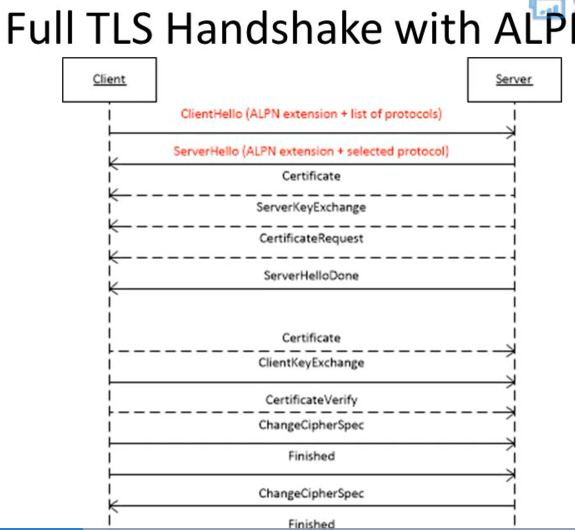 Full TLS Handshake with ALP
Client
Server
ClientHello (ALPN extension + list of protocols)
ServerHello (ALPN extension + selected protocol)
Certificate
ServerKeyExchange
CertificateRequest
ServerHelloDone
Certificate
ClientKeyExchange
CertificateVerify
ChangeCipherSpec
Finished
ChangeCipherSpec
Finished